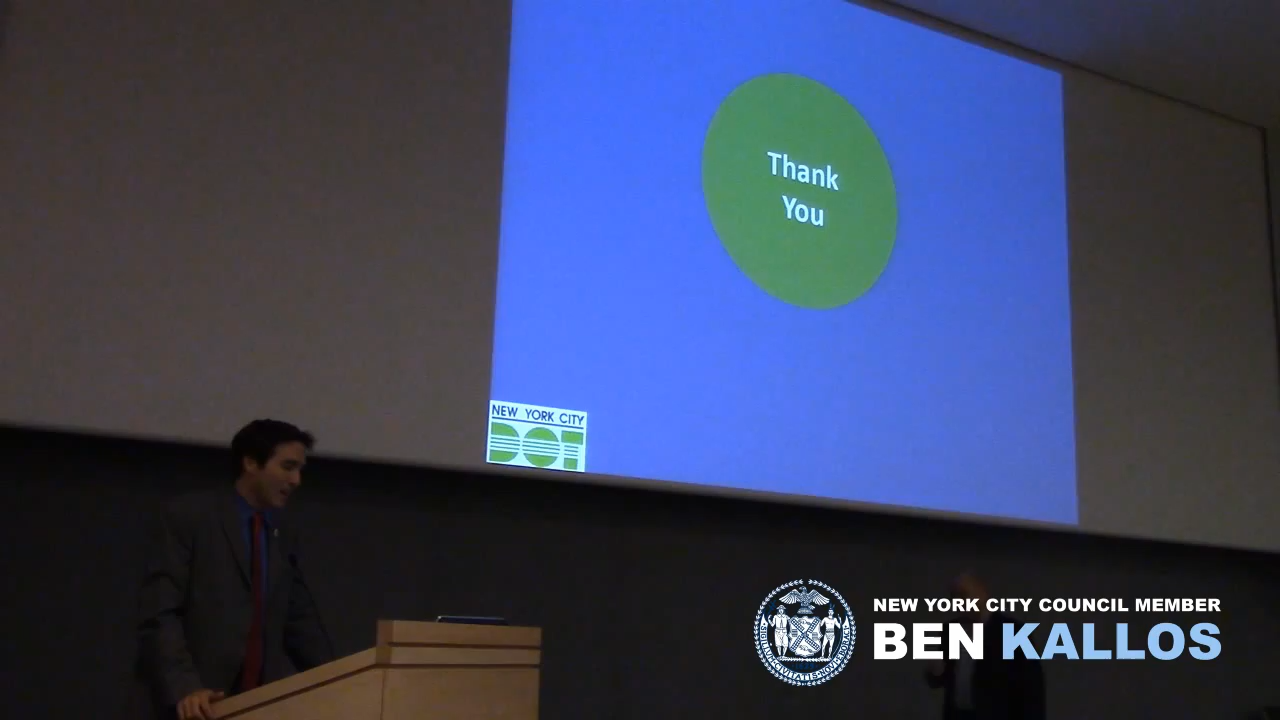 Thank
You
NEW YORK CITY
DOT
NEW YORK CITY COUNCIL MEMBER
BEN KALLOS